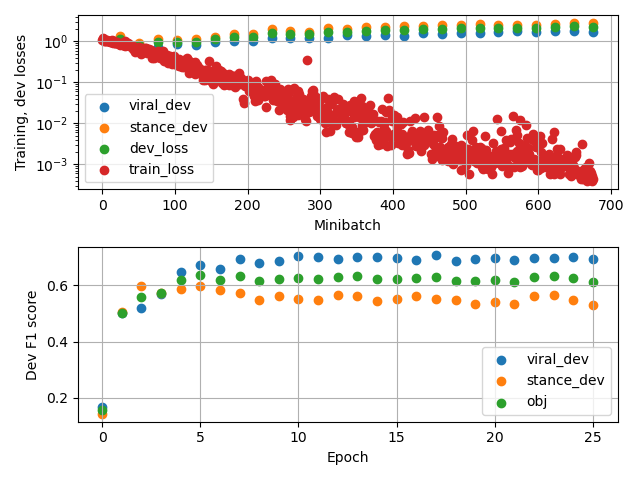 Training, dev losses
10⁰
10⁻¹
10⁻²
10⁻³
viral_dev
stance_dev
dev_loss
train_loss
0 100 200 300 400 500 600 700
Minibatch
Dev F1 score
0.6
0.4
0.2
viral_dev
stance_dev
obj
0 5 10 15 20 25
Epoch